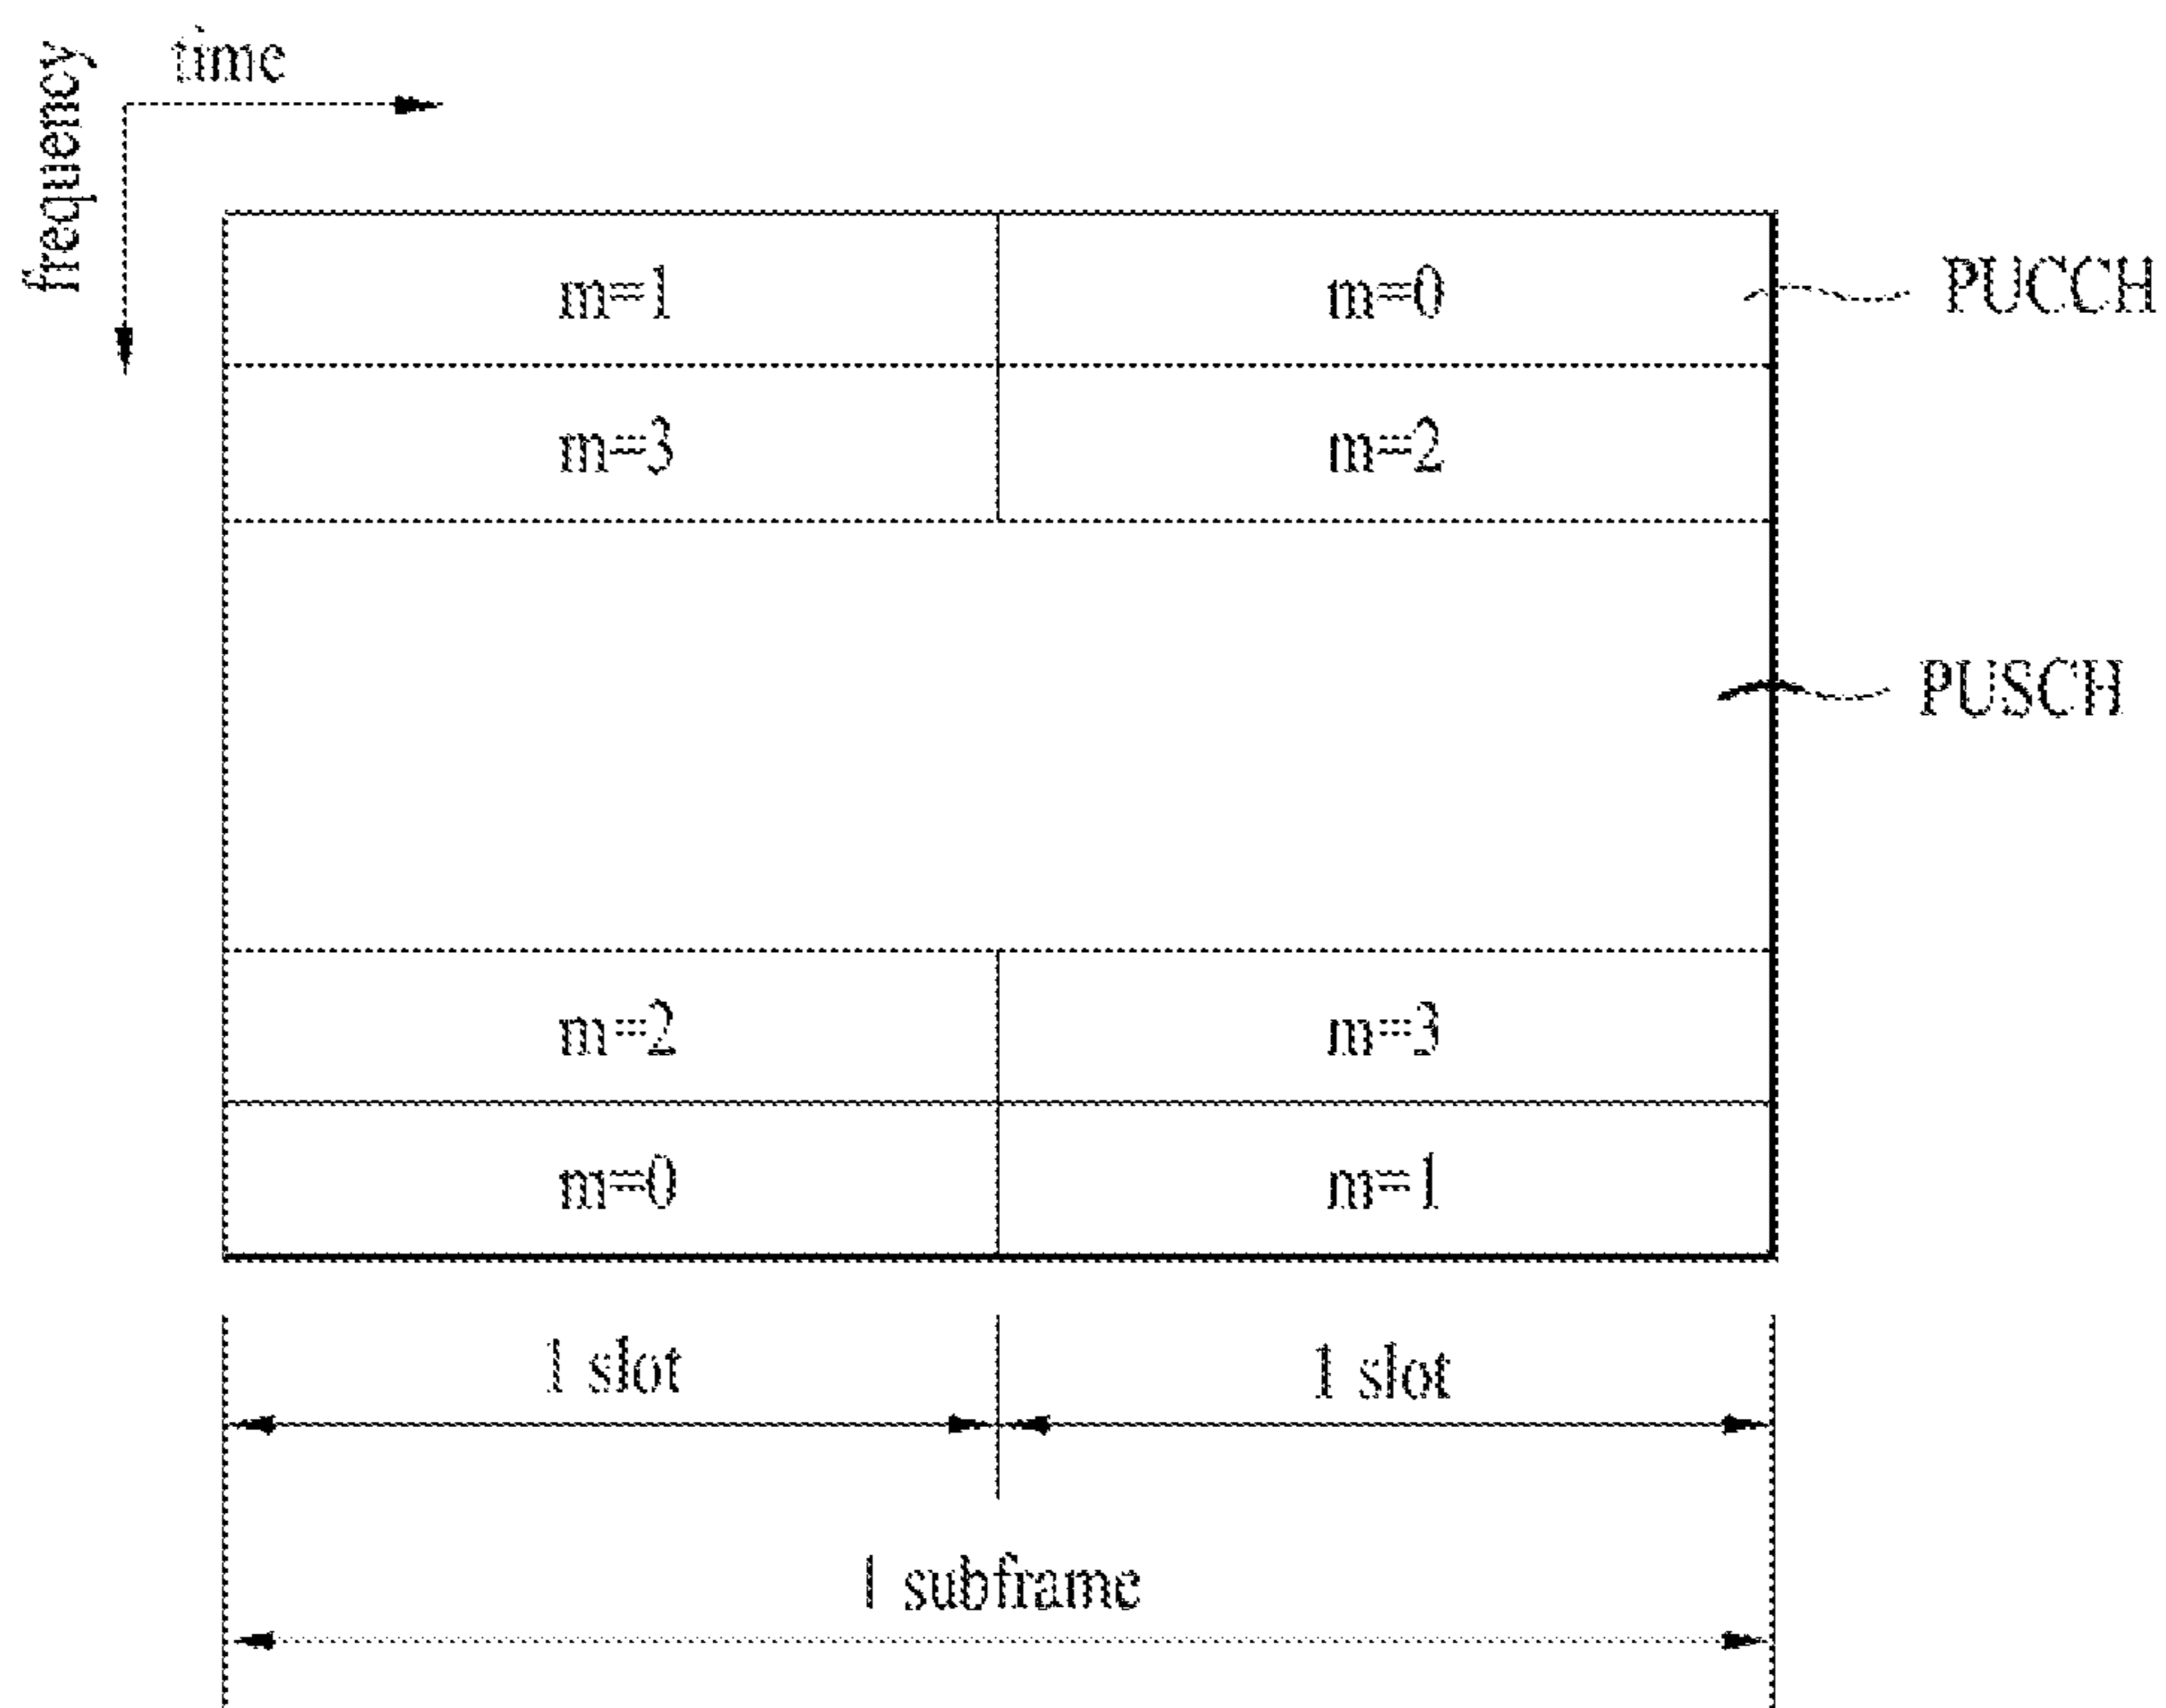 time
frequency
m=1
m=0
PUCCH
m=3
m=2
PUSCH
m=2
m=3
m=0
m=1
1 slot
1 slot
1 subframe